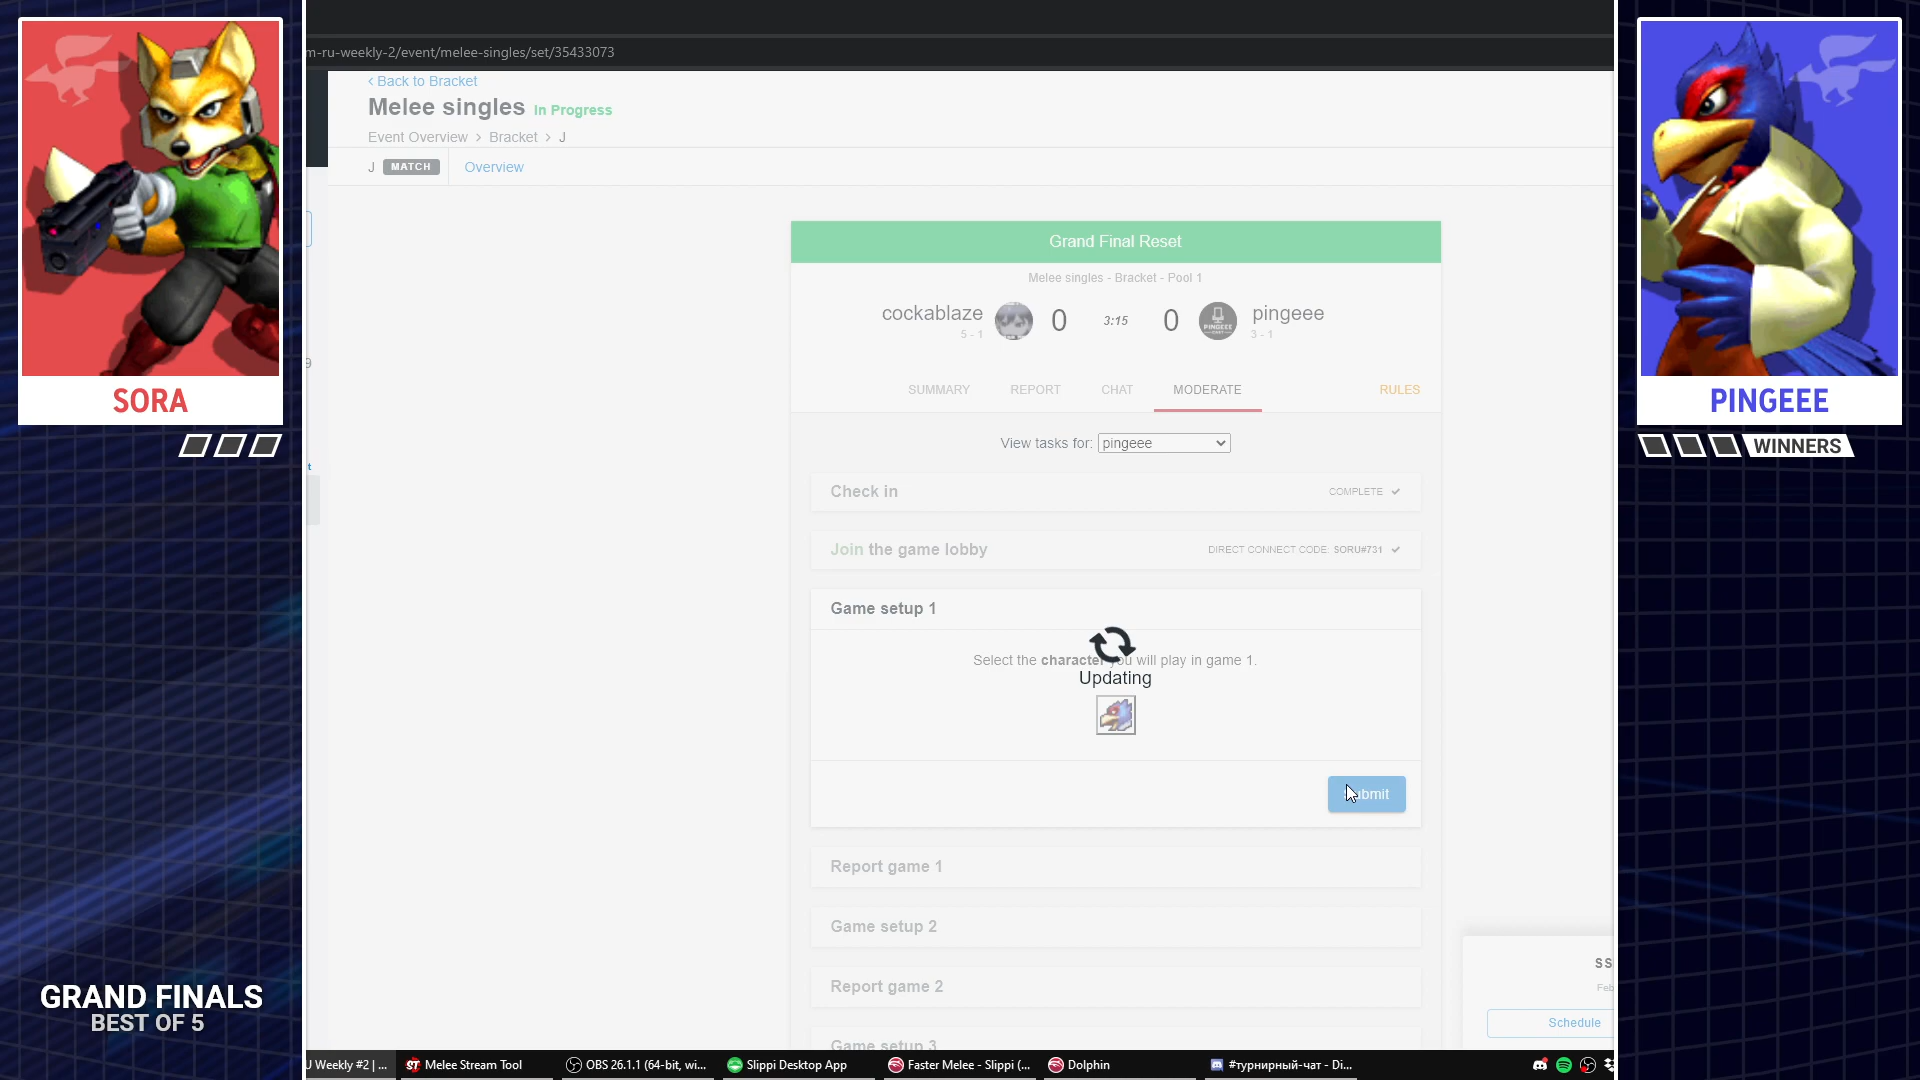 m-ru-weekly-2/event/melee-singles/set/35433073
‹ Back to Bracket
Melee singles In Progress
Event Overview > Bracket > J
J MATCH Overview
Grand Final Reset
Melee singles - Bracket - Pool 1
cockablaze 0 3:15 0 pingeee
5 - 1 3 - 1
PINGEEE
SUMMARY REPORT CHAT MODERATE RULES
View tasks for: pingeee
Check in COMPLETE ✓
Join the game lobby DIRECT CONNECT CODE: SORU#731 ✓
Game setup 1
Select the character you will play in game 1.
Updating
Submit
Report game 1
Game setup 2
Report game 2
Game setup 3
SS
Feb
Schedule
SORA
PINGEEE
WINNERS
GRAND FINALS
BEST OF 5
U Weekly #2 | ... Melee Stream Tool OBS 26.1.1 (64-bit, wi... Slippi Desktop App Faster Melee - Slippi (... Dolphin #турнирный-чат - Di...